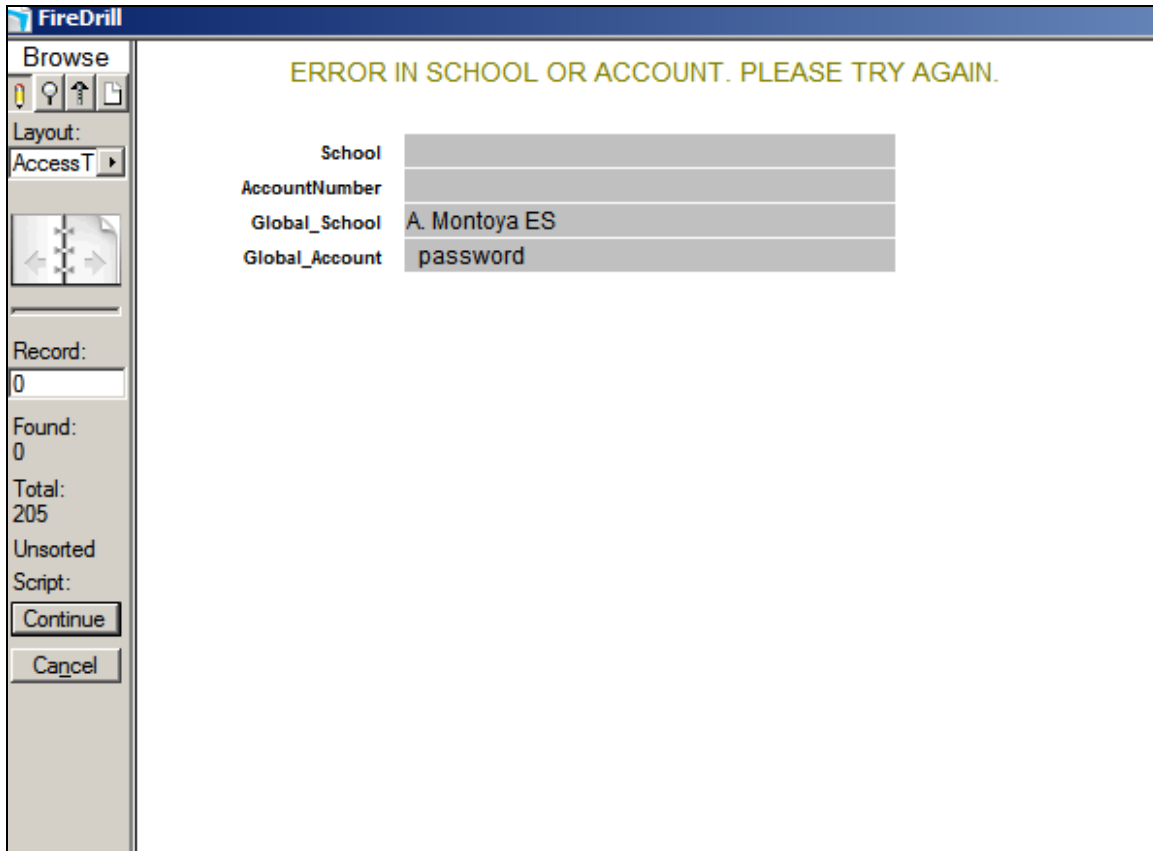 FireDrill
Browse
Layout:
AccessT
Record:
0
Found:
0
Total:
205
Unsorted
Script:
Continue
Cancel
ERROR IN SCHOOL OR ACCOUNT. PLEASE TRY AGAIN.
School
AccountNumber
Global_School A. Montoya ES
Global_Account password